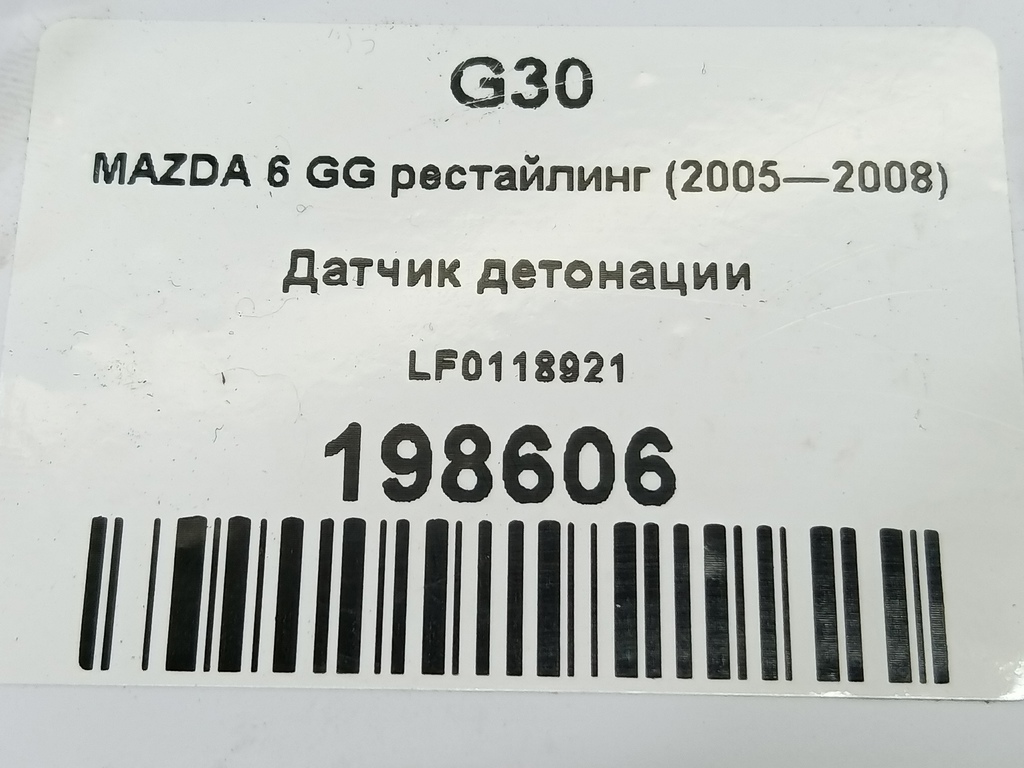 G30
MAZDA 6 GG рестайлинг (2005—2008)
Датчик детонации
LF0118921
198606